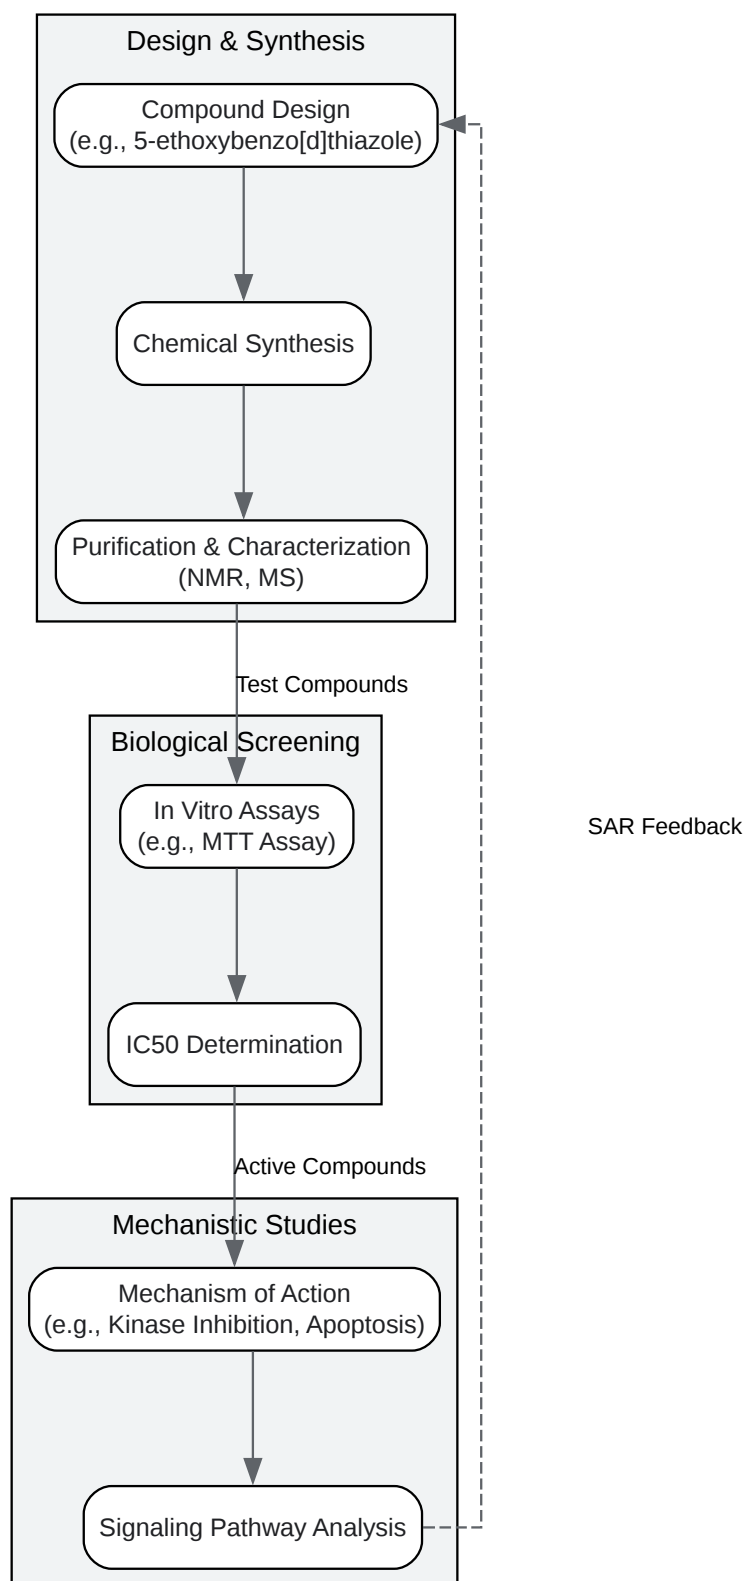 Design & Synthesis
Compound Design
(e.g., 5-ethoxybenzo[d]thiazole)
Chemical Synthesis
Purification & Characterization
(NMR, MS)
Test Compounds
Biological Screening
In Vitro Assays
(e.g., MTT Assay)
SAR Feedback
IC50 Determination
Active Compounds
Mechanistic Studies
Mechanism of Action
(e.g., Kinase Inhibition, Apoptosis)
Signaling Pathway Analysis